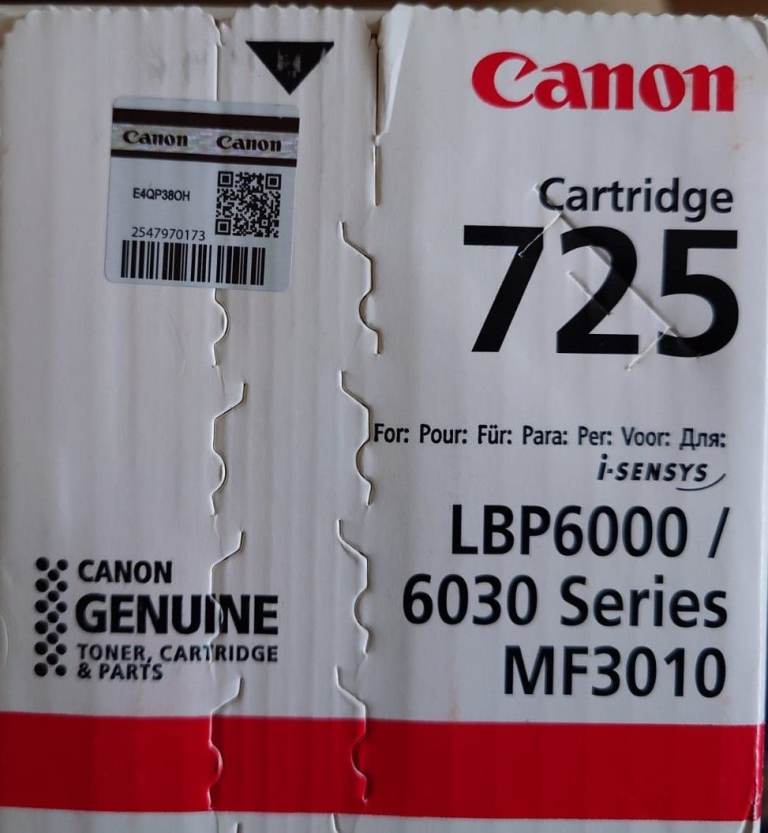 Canon
Cartridge
725
For: Pour: Für: Para: Per: Voor: Для:
i-SENSYS
LBP6000 /
6030 Series
MF3010
Canon Canon
E4QP38OH
2547970173
CANON
GENUINE
TONER, CARTRIDGE
& PARTS